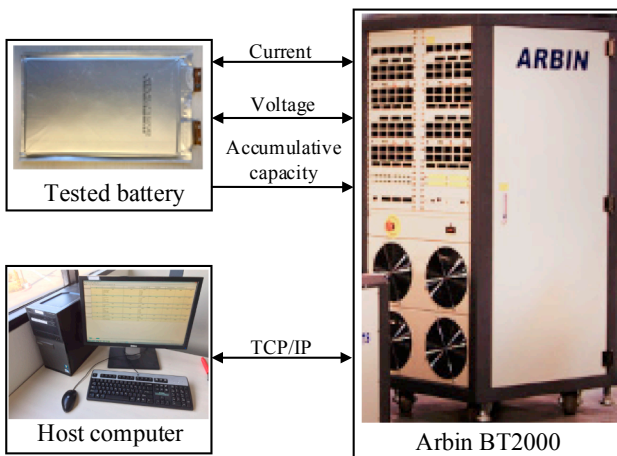 Current
Voltage
Accumulative
capacity
Tested battery
ARBIN
TCP/IP
Host computer
Arbin BT2000